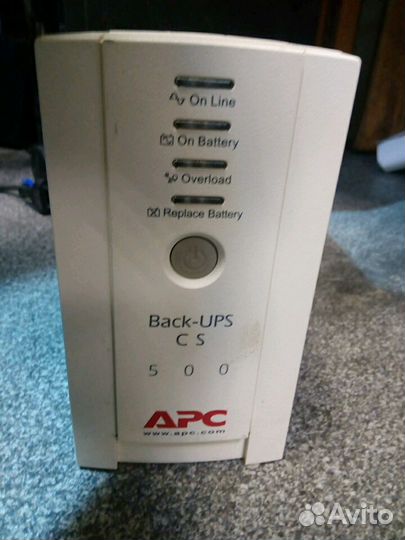 On Line
On Battery
Overload
Replace Battery
Back-UPS
CS
500
APC
www.apc.com
Avito